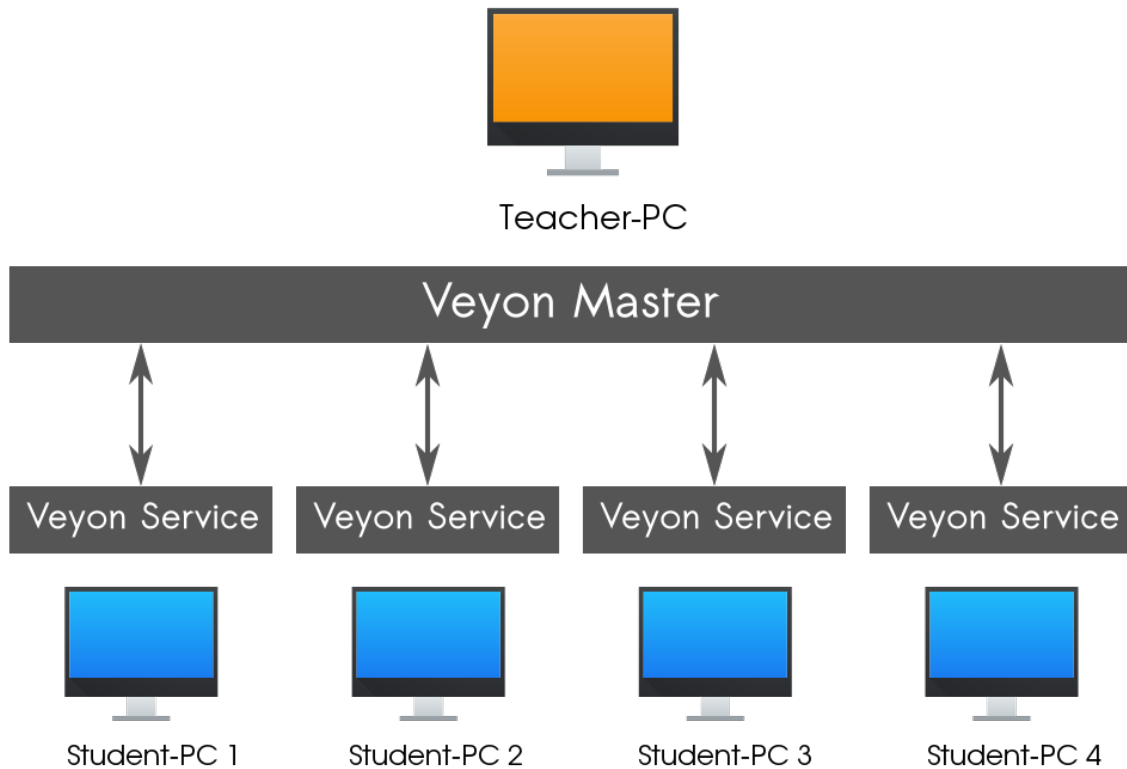 Teacher-PC
Veyon Master
Veyon Service
Veyon Service
Veyon Service
Veyon Service
Student-PC 1
Student-PC 2
Student-PC 3
Student-PC 4